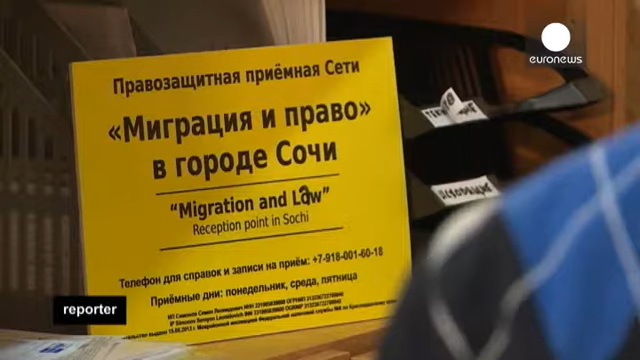 euronews
Правозащитная приёмная Сети
«Миграция и право»
в городе Сочи
"Migration and Law"
Reception point in Sochi
Телефон для справок и записи на приём: +7-918-001-60-18
Приёмные дни: понедельник, среда, пятница
reporter